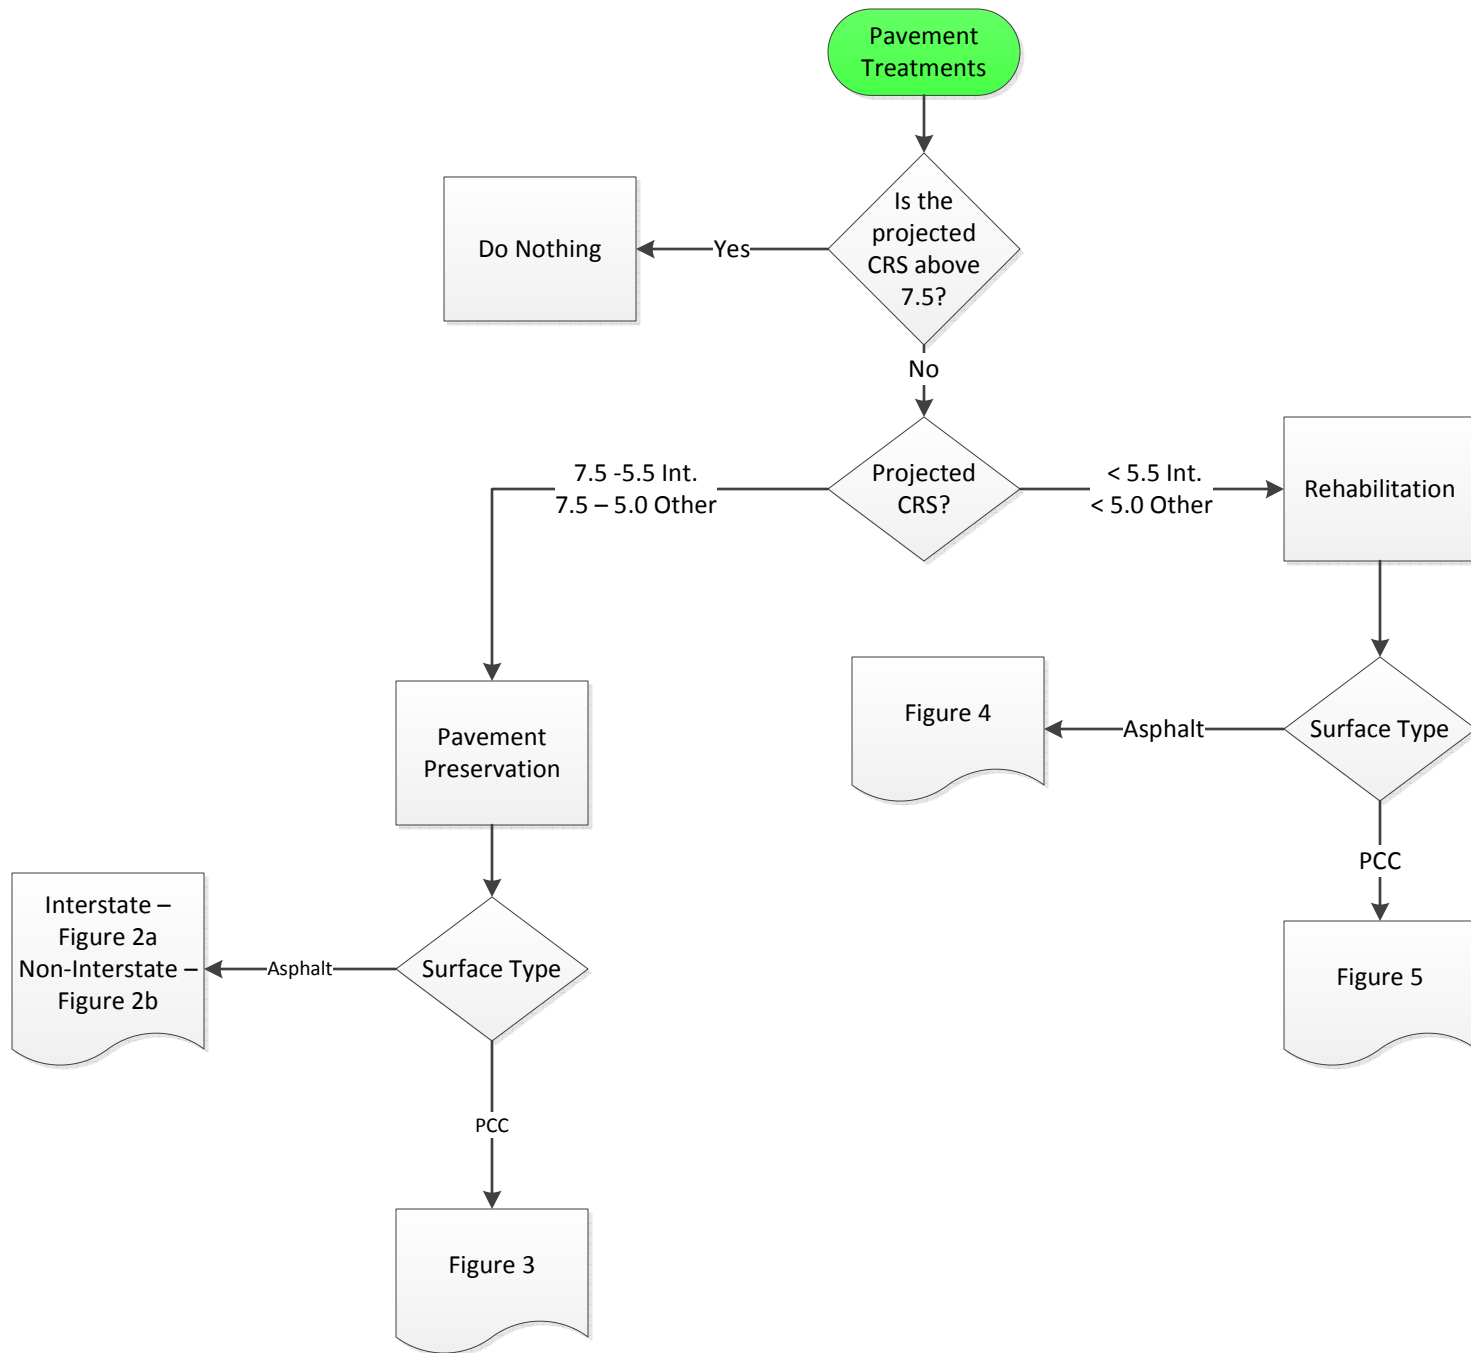 Pavement
Treatments
Is the
projected
CRS above
7.5?
Yes
Do Nothing
No
Projected
CRS?
7.5 -5.5 Int.
7.5 – 5.0 Other
< 5.5 Int.
< 5.0 Other
Rehabilitation
Surface Type
Asphalt
Figure 4
PCC
Figure 5
Pavement
Preservation
Surface Type
Asphalt
Interstate –
Figure 2a
Non-Interstate –
Figure 2b
PCC
Figure 3